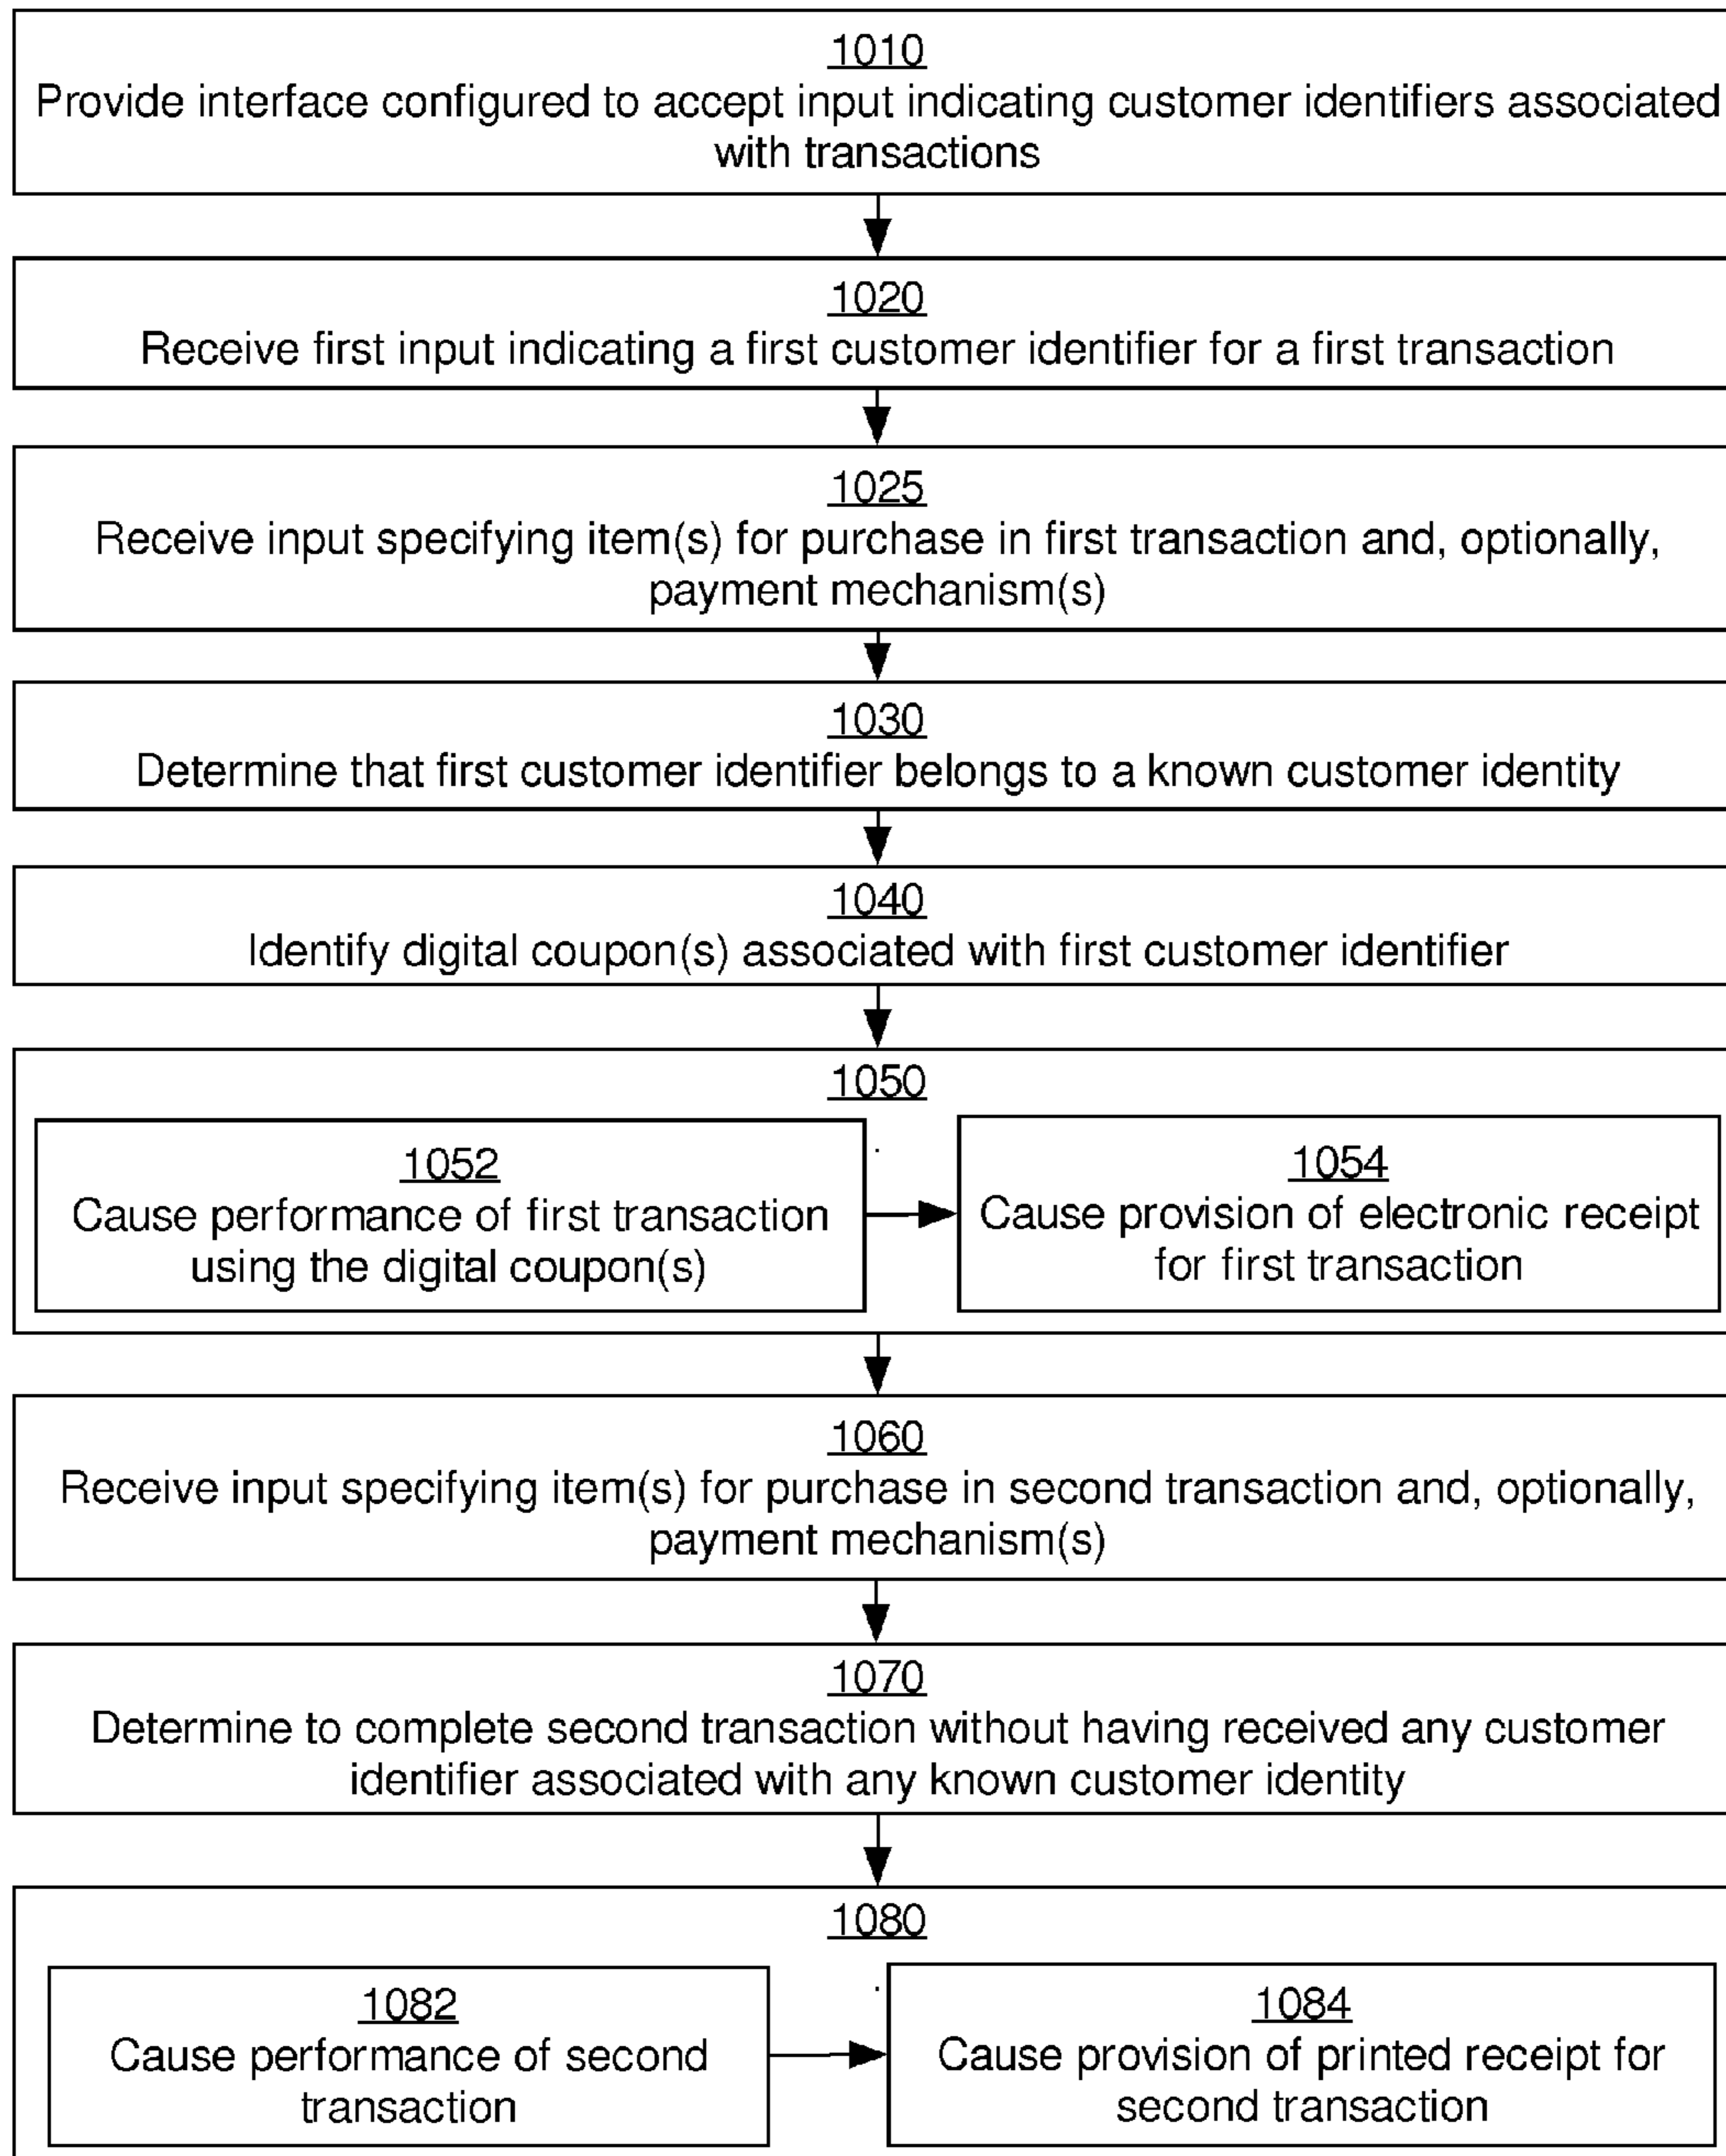 1010
Provide interface configured to accept input indicating customer identifiers associated
with transactions
1020
Receive first input indicating a first customer identifier for a first transaction
1025
Receive input specifying item(s) for purchase in first transaction and, optionally,
payment mechanism(s)
1030
Determine that first customer identifier belongs to a known customer identity
1040
Identify digital coupon(s) associated with first customer identifier
1050
1052
Cause performance of first transaction
using the digital coupon(s)
1054
Cause provision of electronic receipt
for first transaction
1060
Receive input specifying item(s) for purchase in second transaction and, optionally,
payment mechanism(s)
1070
Determine to complete second transaction without having received any customer
identifier associated with any known customer identity
1080
1082
Cause performance of second
transaction
1084
Cause provision of printed receipt for
second transaction